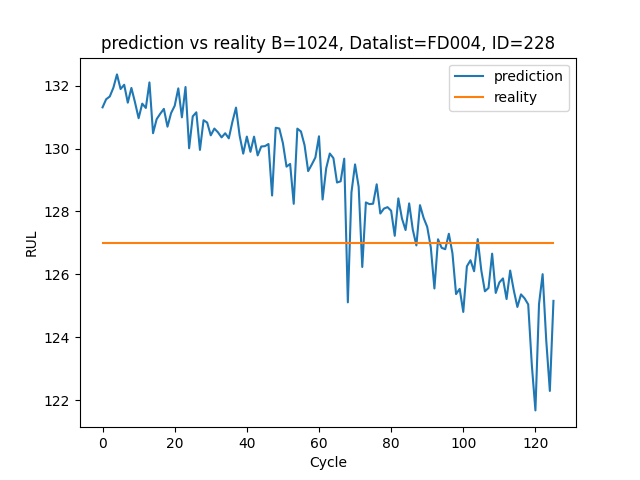 prediction vs reality B=1024, Datalist=FD004, ID=228
prediction
reality
RUL
132
130
128
126
124
122
0
20
40
60
80
100
120
Cycle